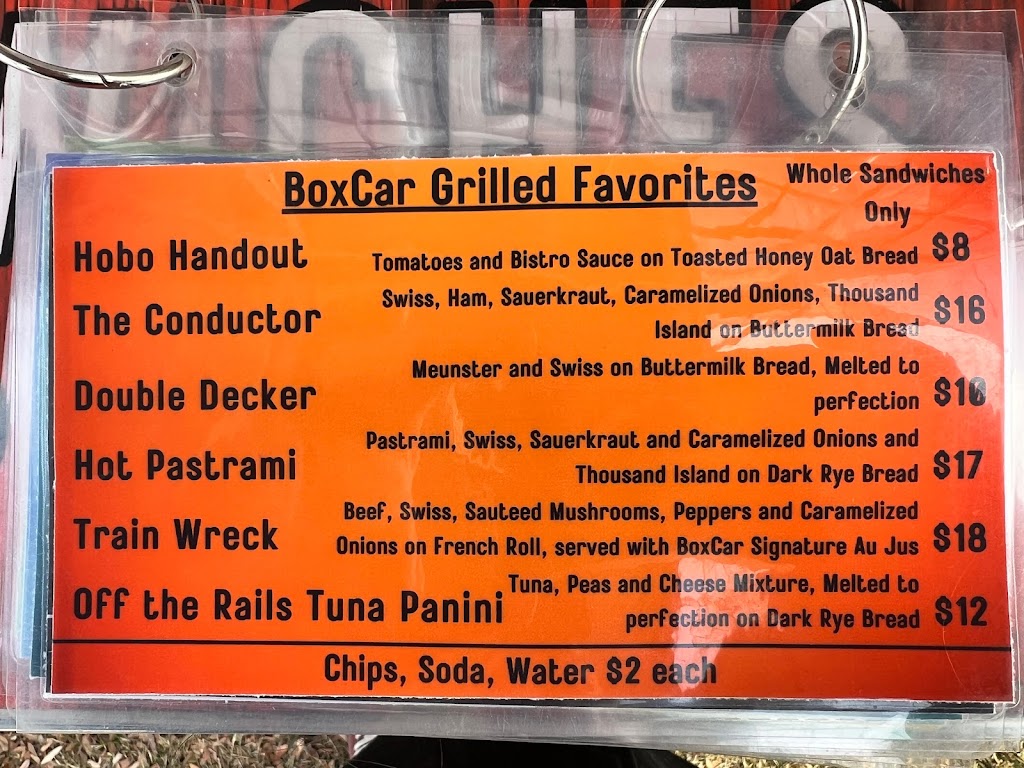 BoxCar Grilled Favorites
Whole Sandwiches
Only
Hobo Handout
Tomatoes and Bistro Sauce on Toasted Honey Oat Bread $8
The Conductor
Swiss, Ham, Sauerkraut, Caramelized Onions, Thousand
Island on Buttermilk Bread
$16
Double Decker
Meunster and Swiss on Buttermilk Bread, Melted to
perfection
$10
Hot Pastrami
Pastrami, Swiss, Sauerkraut and Caramelized Onions and
Thousand Island on Dark Rye Bread
$17
Train Wreck
Beef, Swiss, Sauteed Mushrooms, Peppers and Caramelized
Onions on French Roll, served with BoxCar Signature Au Jus
$18
Off the Rails Tuna Panini
Tuna, Peas and Cheese Mixture, Melted to
perfection on Dark Rye Bread
$12
Chips, Soda, Water $2 each